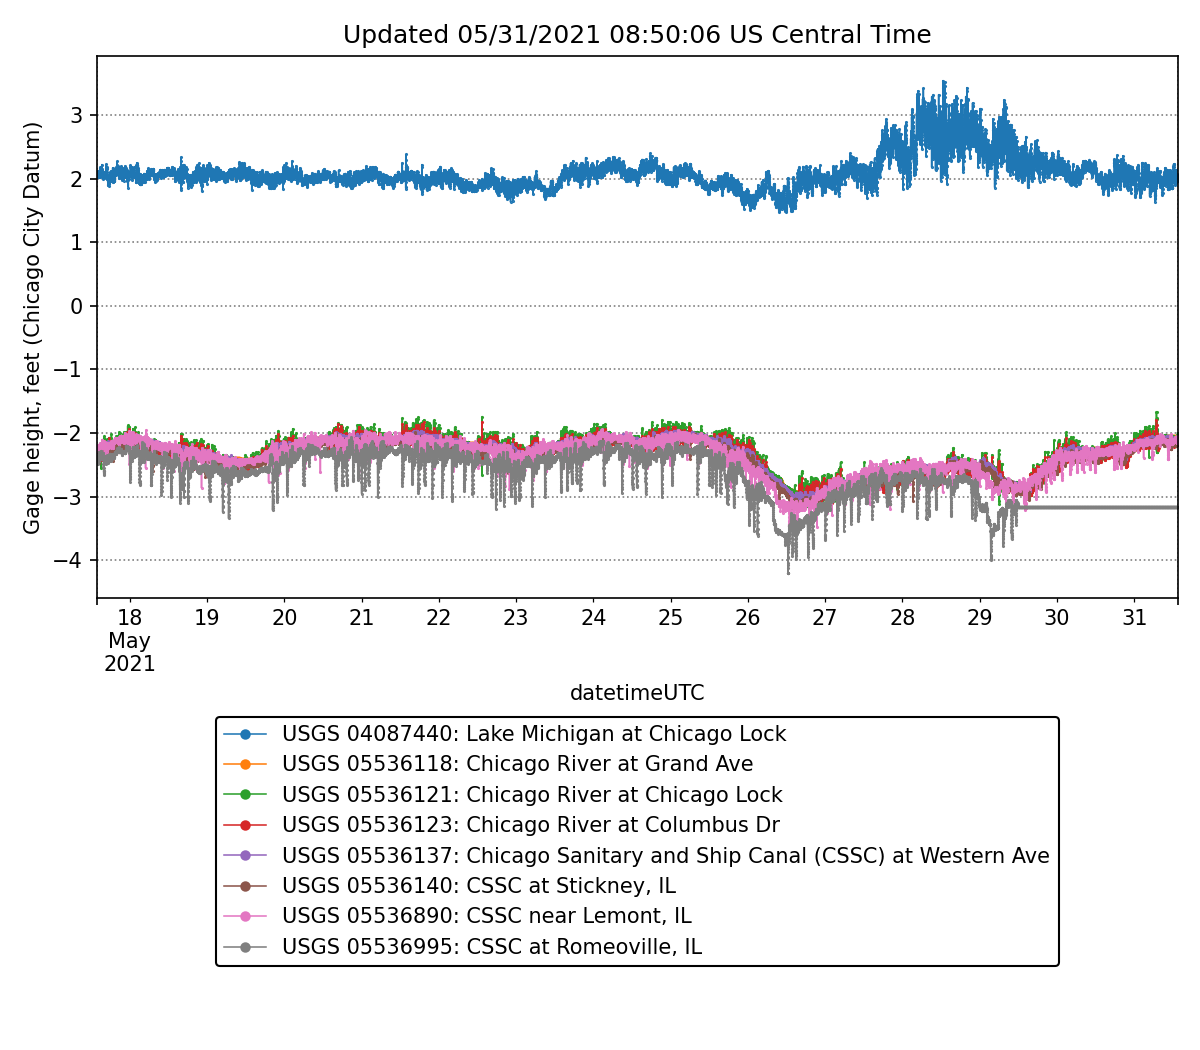 Updated 05/31/2021 08:50:06 US Central Time
Gage height, feet (Chicago City Datum)
3
2
1
0
−1
−2
−3
−4
18 19 20 21 22 23 24 25 26 27 28 29 30 31
May
2021
datetimeUTC
USGS 04087440: Lake Michigan at Chicago Lock
USGS 05536118: Chicago River at Grand Ave
USGS 05536121: Chicago River at Chicago Lock
USGS 05536123: Chicago River at Columbus Dr
USGS 05536137: Chicago Sanitary and Ship Canal (CSSC) at Western Ave
USGS 05536140: CSSC at Stickney, IL
USGS 05536890: CSSC near Lemont, IL
USGS 05536995: CSSC at Romeoville, IL